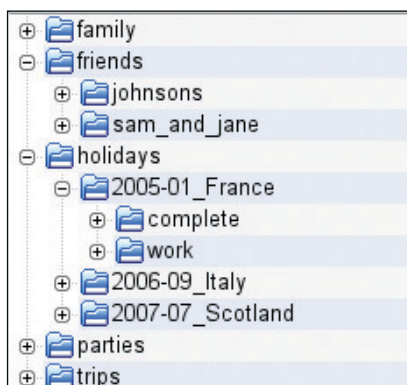 family
friends
johnsons
sam_and_jane
holidays
2005-01_France
complete
work
2006-09_Italy
2007-07_Scotland
parties
trips